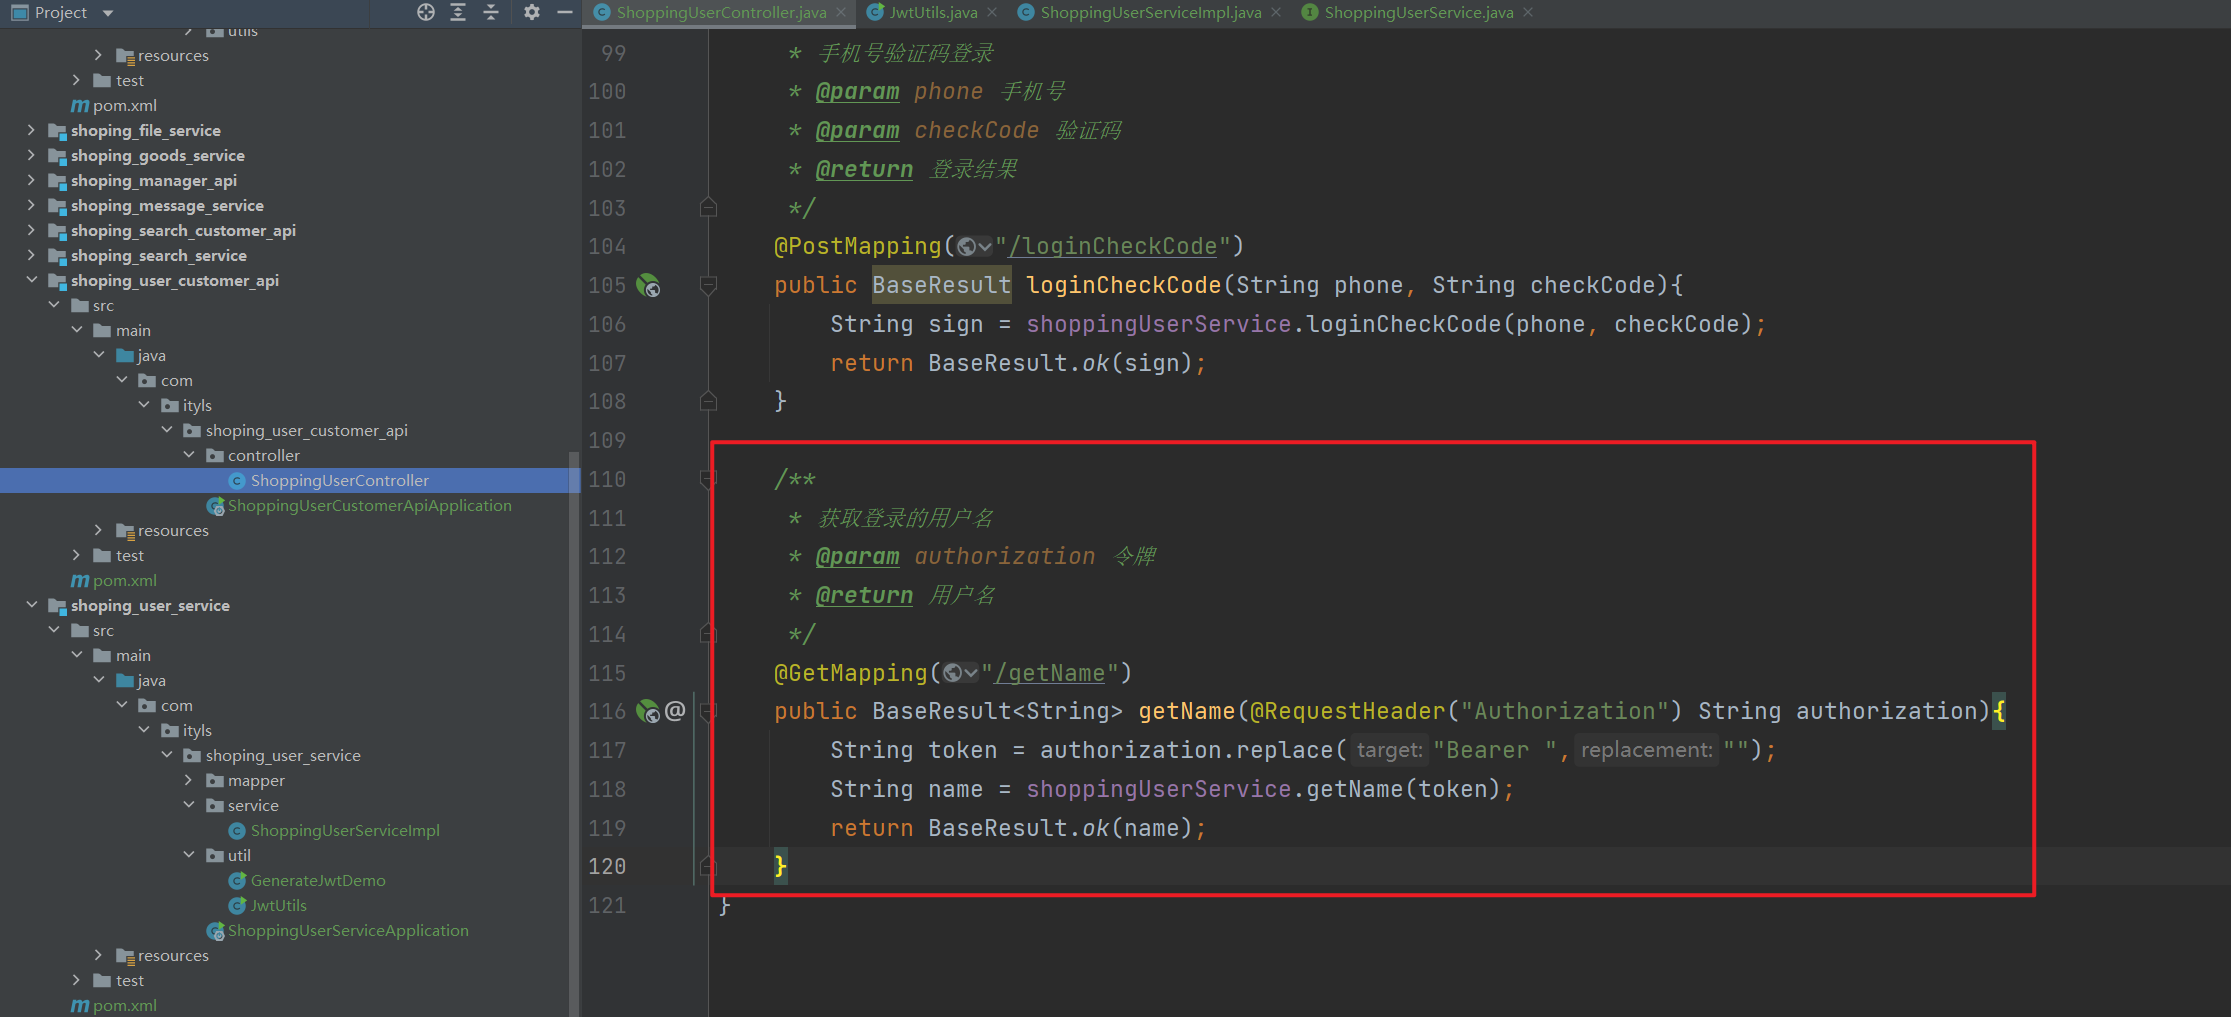 Project
utils
resources
test
pom.xml
shoping_file_service
shoping_goods_service
shoping_manager_api
shoping_message_service
shoping_search_customer_api
shoping_search_service
shoping_user_customer_api
src
main
java
com
ityls
shoping_user_customer_api
controller
ShoppingUserController
ShoppingUserCustomerApiApplication
resources
test
pom.xml
shoping_user_service
src
main
java
com
ityls
shoping_user_service
mapper
service
ShoppingUserServiceImpl
util
GenerateJwtDemo
JwtUtils
ShoppingUserServiceApplication
resources
test
pom.xml
ShoppingUserController.java JwtUtils.java ShoppingUserServiceImpl.java ShoppingUserService.java
99 * 手机号验证码登录
100 * @param phone 手机号
101 * @param checkCode 验证码
102 * @return 登录结果
103 */
104 @PostMapping("/loginCheckCode")
105 public BaseResult loginCheckCode(String phone, String checkCode){
106 String sign = shoppingUserService.loginCheckCode(phone, checkCode);
107 return BaseResult.ok(sign);
108 }
109
110 /**
111 * 获取登录的用户名
112 * @param authorization 令牌
113 * @return 用户名
114 */
115 @GetMapping("/getName")
116 public BaseResult<String> getName(@RequestHeader("Authorization") String authorization){
117 String token = authorization.replace( target: "Bearer ", replacement: "");
118 String name = shoppingUserService.getName(token);
119 return BaseResult.ok(name);
120 }
121 }